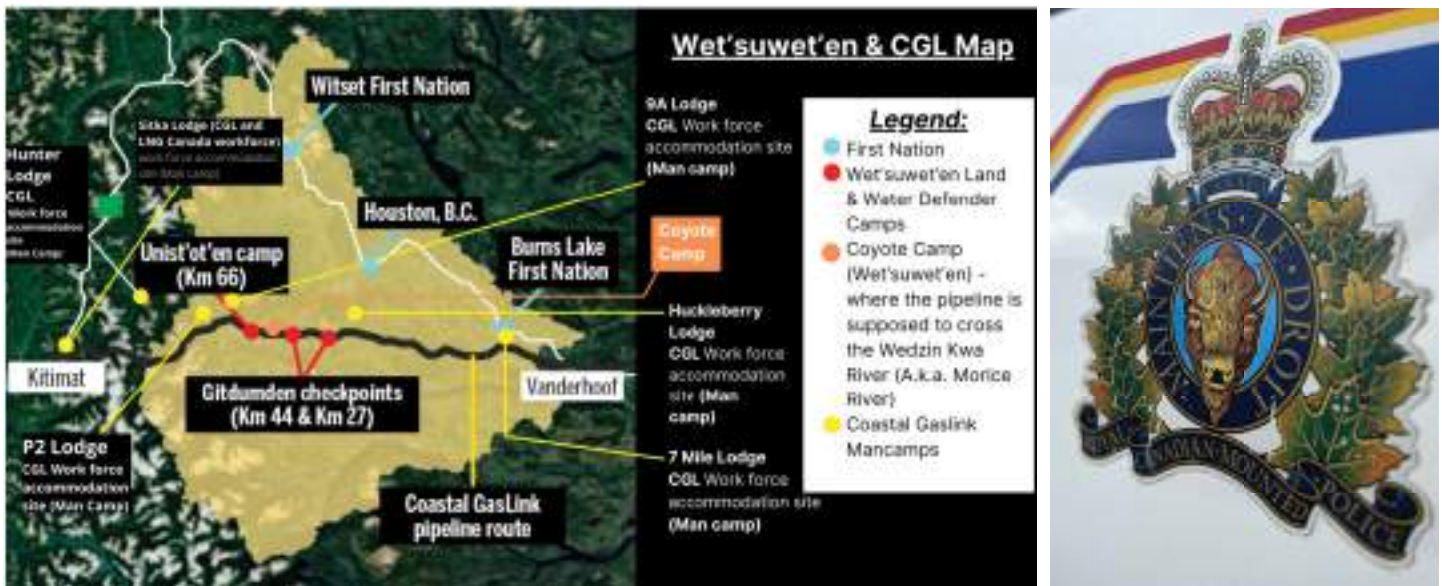 Wet'suwet'en & CGL Map
Witset First Nation
Sitka Lodge (CGL and
LNG Canada workforce)
work force accommodation
site (Man Camp)
Hunter
Lodge
CGL
Work force
accommodation
site
(Man Camp)
Houston, B.C.
Burns Lake
First Nation
Unist'ot'en camp
(Km 66)
Kitimat
Gitdumden checkpoints
(Km 44 & Km 27)
Vanderhoof
P2 Lodge
CGL Work force
accommodation
site (Man Camp)
Coastal GasLink
pipeline route
9A Lodge
CGL Work force
accommodation site
(Man camp)
Coyote
Camp
Huckleberry
Lodge
CGL Work force
accommodation
site (Man
camp)
7 Mile Lodge
CGL Work force
accommodation site
(Man camp)
Legend:
First Nation
Wet'suwet'en Land
& Water Defender
Camps
Coyote Camp
(Wet'suwet'en) -
where the pipeline is
supposed to cross
the Wedzin Kwa
River (A.k.a. Morice
River)
Coastal Gaslink
Mancamps
MAINTIENS LE DROIT
CANADIAN MOUNTED POLICE